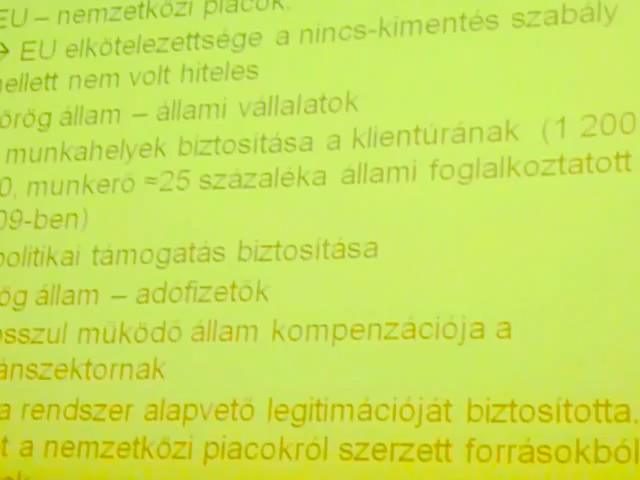 EU – nemzetközi piacok.
→ EU elkötelezettsége a nincs-kimentés szabály
mellett nem volt hiteles
örög állam – állami vállalatok
munkahelyek biztosítása a klientúrának (1 200
0, munkerő ≈25 százaléka állami foglalkoztatott
09-ben)
politikai támogatás biztosítása
ög állam – adófizetők
osszul működő állam kompenzációja a
ánszektornak
a rendszer alapvető legitimációját biztosította.
t a nemzetközi piacokról szerzett forrásokból